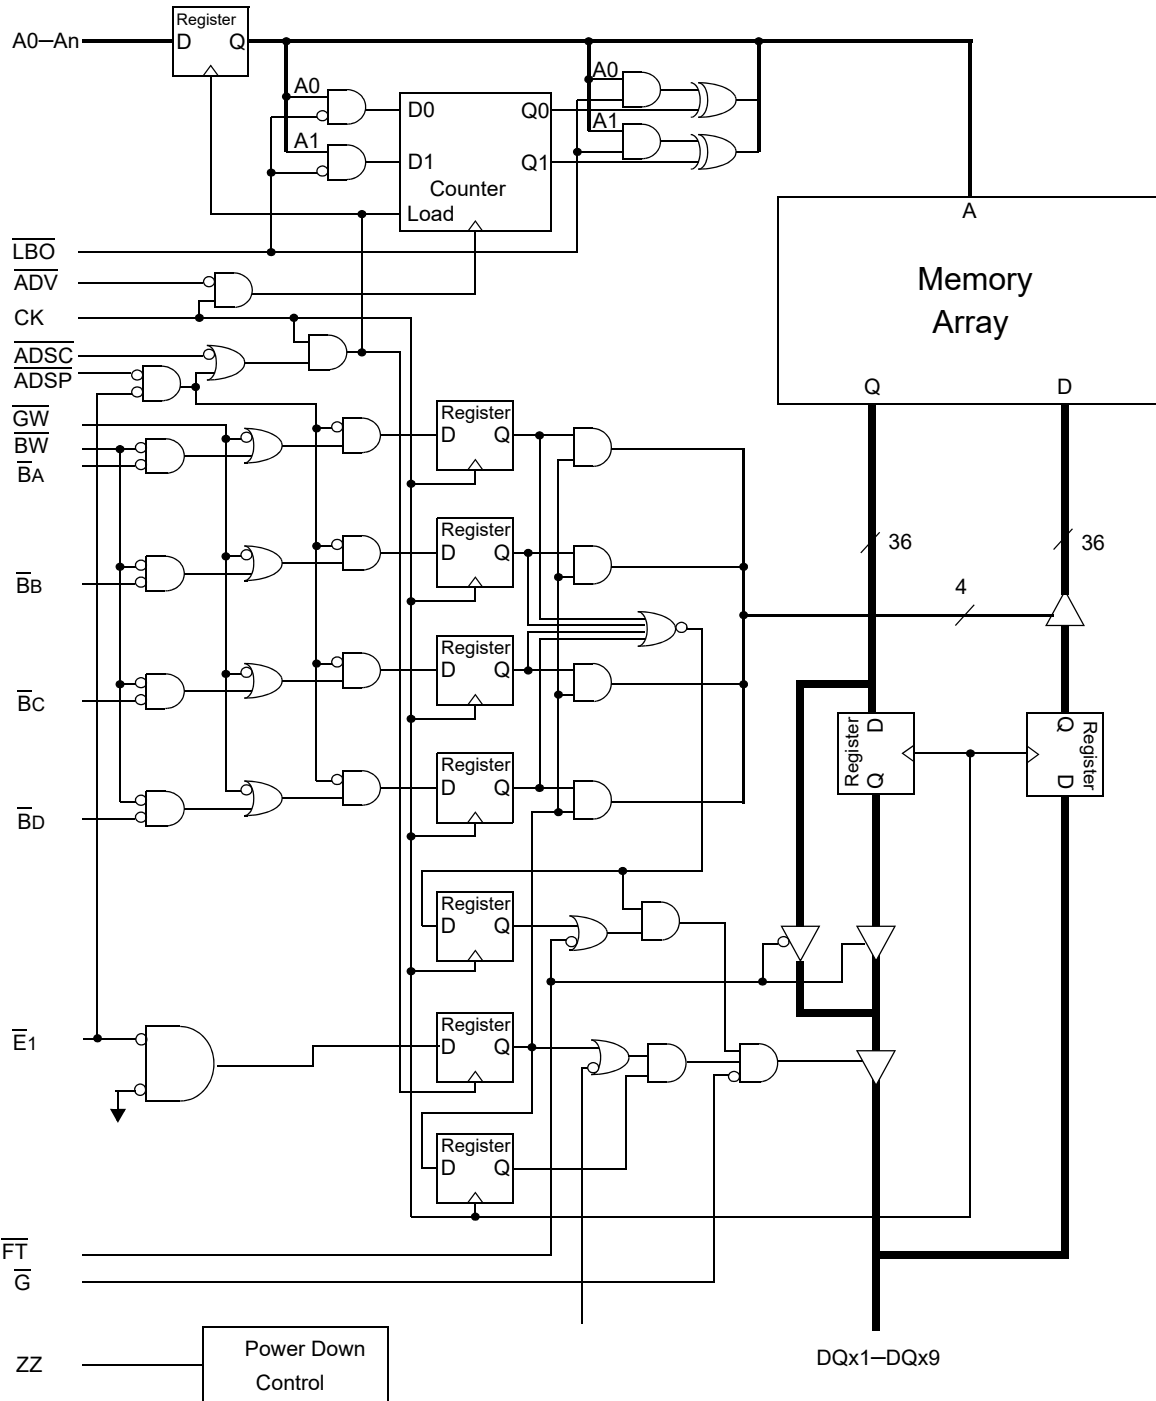 Register
A0–An
D Q
A0
A0
D0
Q0
A1
A1
D1
Q1
Counter
Load
A
LBO
ADV
Memory
Array
CK
ADSC
ADSP
Q
D
GW
Register
BW
D Q
BA
Register
D Q
36
36
BB
4
Register
D Q
BC
Register
D
Q
Q
D
Register
Register
D Q
BD
Register
D Q
Register
D Q
E1
Register
D Q
FT
G
Power Down
Control
ZZ
DQx1–DQx9